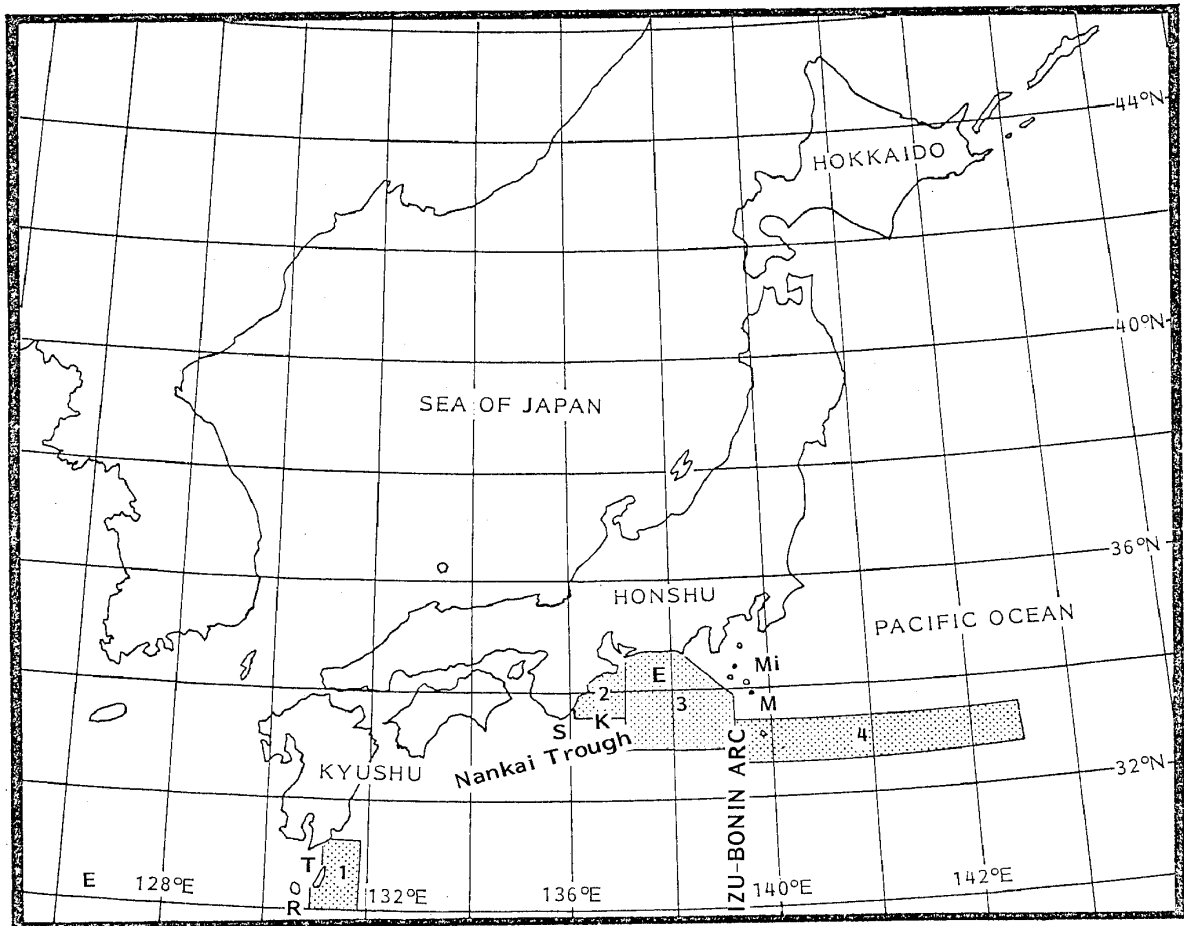 44°N
HOKKAIDO
40°N
SEA OF JAPAN
36°N
HONSHU
PACIFIC OCEAN
E
Mi
2
3
M
S
K
4
Nankai Trough
KYUSHU
32°N
IZU-BONIN ARC
T
1
E
128°E
132°E
136°E
140°E
142°E
R